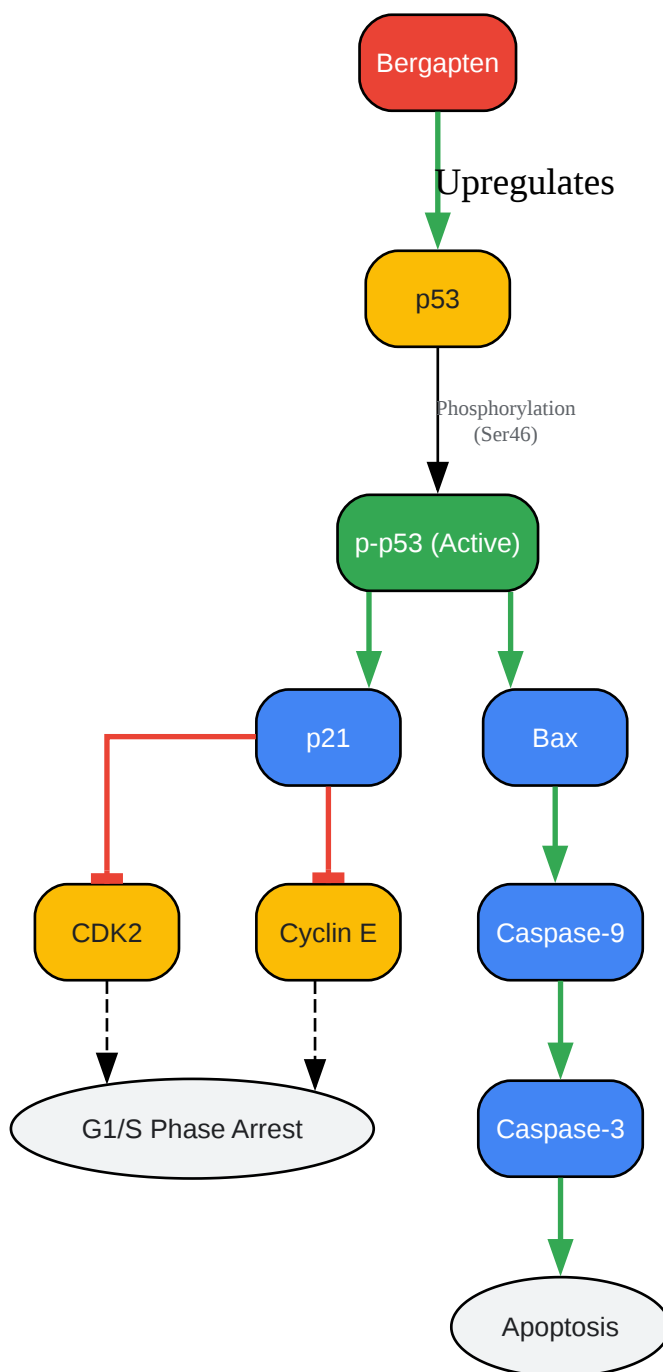 Bergapten
Upregulates
p53
Phosphorylation
(Ser46)
p-p53 (Active)
p21
Bax
CDK2
Cyclin E
Caspase-9
G1/S Phase Arrest
Caspase-3
Apoptosis